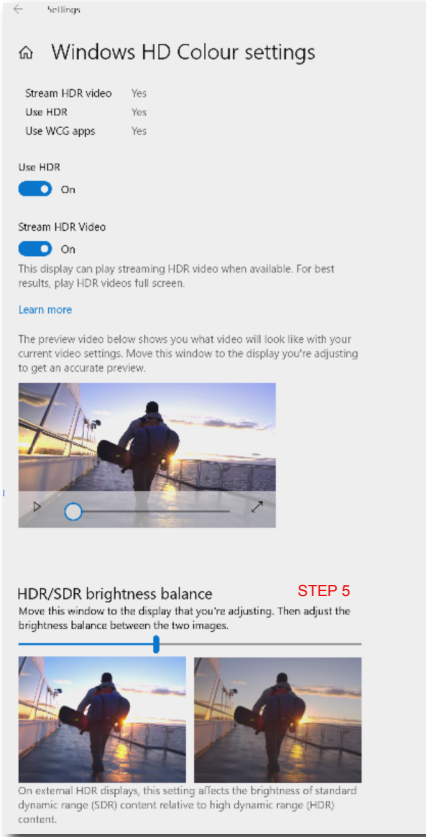 Settings
Windows HD Colour settings
Stream HDR video Yes
Use HDR Yes
Use WCG apps Yes
Use HDR
On
Stream HDR Video
On
This display can play streaming HDR video when available. For best
results, play HDR videos full screen.
Learn more
The preview video below shows you what video will look like with your
current video settings. Move this window to the display you're adjusting
to get an accurate preview.
HDR/SDR brightness balance STEP 5
Move this window to the display that you're adjusting. Then adjust the
brightness balance between the two images.
On external HDR displays, this setting affects the brightness of standard
dynamic range (SDR) content relative to high dynamic range (HDR)
content.